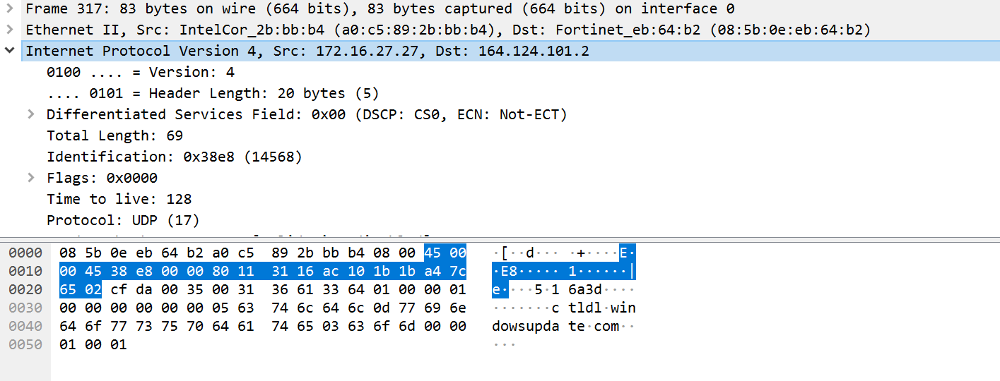 Frame 317: 83 bytes on wire (664 bits), 83 bytes captured (664 bits) on interface 0
Ethernet II, Src: IntelCor_2b:bb:b4 (a0:c5:89:2b:bb:b4), Dst: Fortinet_eb:64:b2 (08:5b:0e:eb:64:b2)
Internet Protocol Version 4, Src: 172.16.27.27, Dst: 164.124.101.2
0100 .... = Version: 4
.... 0101 = Header Length: 20 bytes (5)
Differentiated Services Field: 0x00 (DSCP: CS0, ECN: Not-ECT)
Total Length: 69
Identification: 0x38e8 (14568)
Flags: 0x0000
Time to live: 128
Protocol: UDP (17)
0000 08 5b 0e eb 64 b2 a0 c5 89 2b bb b4 08 00 45 00 ·[··d··· ·+····E·
0010 00 45 38 e8 00 00 80 11 31 16 ac 10 1b 1b a4 7c ·E8····· 1······|
0020 65 02 cf da 00 35 00 31 36 61 33 64 01 00 00 01 e····5·1 6a3d····
0030 00 00 00 00 00 00 05 63 74 6c 64 6c 0d 77 69 6e ·······c tldl·win
0040 64 6f 77 73 75 70 64 61 74 65 03 63 6f 6d 00 00 dowsupda te·com··
0050 01 00 01 ···